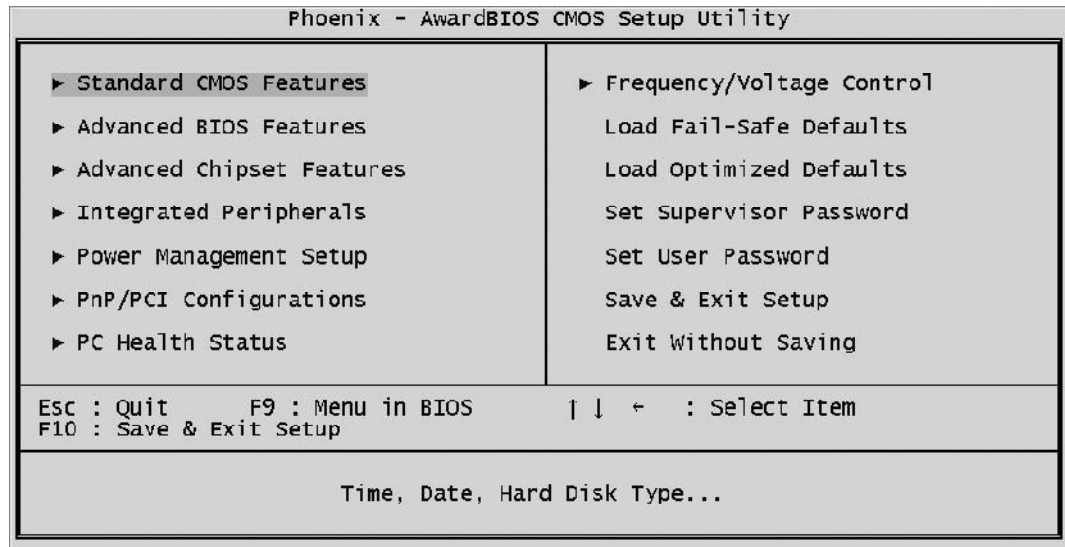 Phoenix - AwardBIOS CMOS Setup Utility
► Standard CMOS Features
► Advanced BIOS Features
► Advanced Chipset Features
► Integrated Peripherals
► Power Management Setup
► PnP/PCI Configurations
► PC Health Status
► Frequency/Voltage Control
Load Fail-Safe Defaults
Load Optimized Defaults
Set Supervisor Password
Set User Password
Save & Exit Setup
Exit Without Saving
Esc : Quit F9 : Menu in BIOS ↑ ↓ ← : Select Item
F10 : Save & Exit Setup
Time, Date, Hard Disk Type...